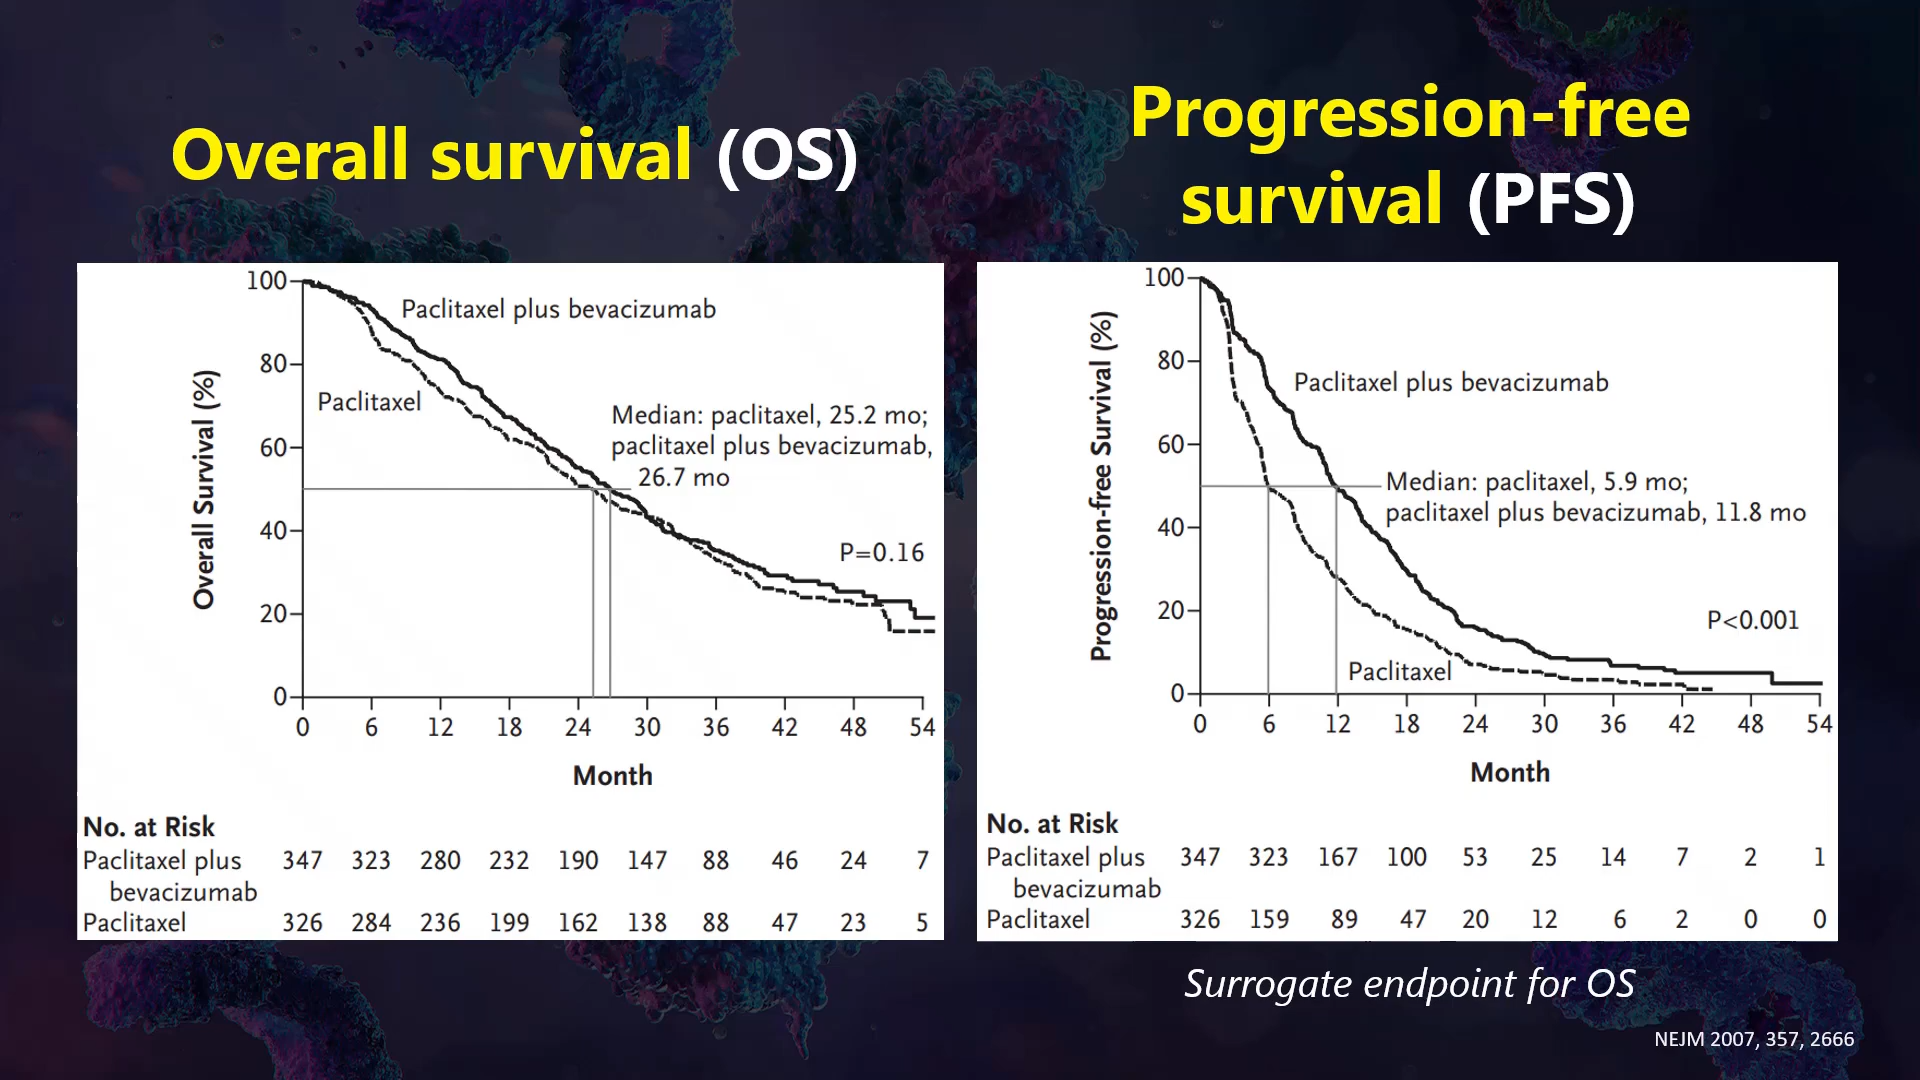 Overall survival (OS)
Progression-free
survival (PFS)
Overall Survival (%)
100
80
60
40
20
0
Paclitaxel plus bevacizumab
Paclitaxel
Median: paclitaxel, 25.2 mo;
paclitaxel plus bevacizumab,
26.7 mo
P=0.16
0 6 12 18 24 30 36 42 48 54
Month
No. at Risk
Paclitaxel plus 347 323 280 232 190 147 88 46 24 7
bevacizumab
Paclitaxel 326 284 236 199 162 138 88 47 23 5
Progression-free Survival (%)
100
80
60
40
20
0
Paclitaxel plus bevacizumab
Median: paclitaxel, 5.9 mo;
paclitaxel plus bevacizumab, 11.8 mo
P<0.001
Paclitaxel
0 6 12 18 24 30 36 42 48 54
Month
No. at Risk
Paclitaxel plus 347 323 167 100 53 25 14 7 2 1
bevacizumab
Paclitaxel 326 159 89 47 20 12 6 2 0 0
Surrogate endpoint for OS
NEJM 2007, 357, 2666